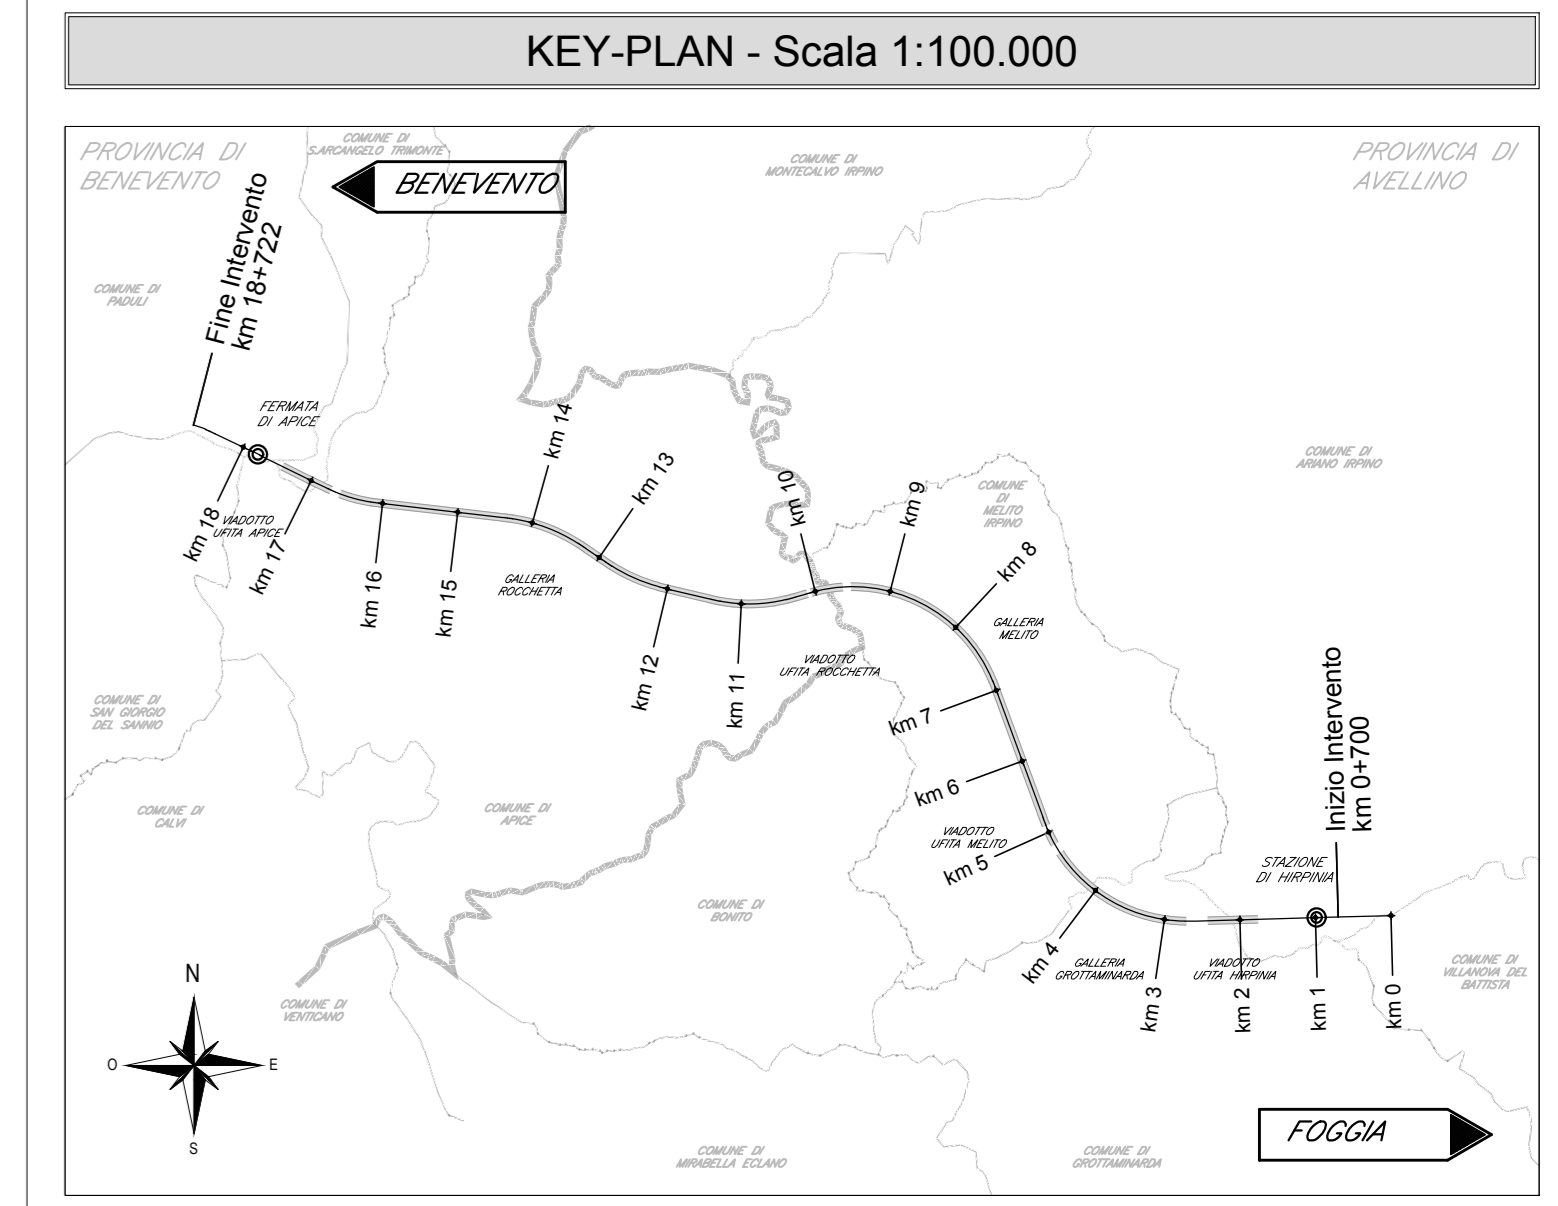 KEY-PLAN - Scala 1:100.000
PROVINCIA DI
BENEVENTO
COMUNE DI
S.ARCANGELO TRIMONTE
BENEVENTO
COMUNE DI
MONTECALVO IRPINO
PROVINCIA DI
AVELLINO
Fine Intervento
km 18+722
COMUNE DI
PADULI
FERMATA
DI APICE
km 14
km 13
km 10
km 9
COMUNE
DI
MELITO
IRPINO
COMUNE DI
ARIANO IRPINO
km 18
VIADOTTO
UFITA APICE
km 17
km 16
km 15
GALLERIA
ROCCHETTA
km 8
GALLERIA
MELITO
km 12
km 11
VIADOTTO
UFITA ROCCHETTA
km 7
COMUNE DI
SAN GIORGIO
DEL SANNIO
Inizio Intervento
km 0+700
km 6
COMUNE DI
CALVI
COMUNE DI
APICE
VIADOTTO
UFITA MELITO
km 5
STAZIONE
DI HIRPINIA
COMUNE DI
BONITO
km 4
GALLERIA
GROTTAMINARDA
km 3
VIADOTTO
UFITA HIRPINIA
km 2
km 1
km 0
COMUNE DI
VILLANOVA DEL
BATTISTA
COMUNE DI
VENTICANO
N
O
E
S
FOGGIA
COMUNE DI
MIRABELLA ECLANO
COMUNE DI
GROTTAMINARDA